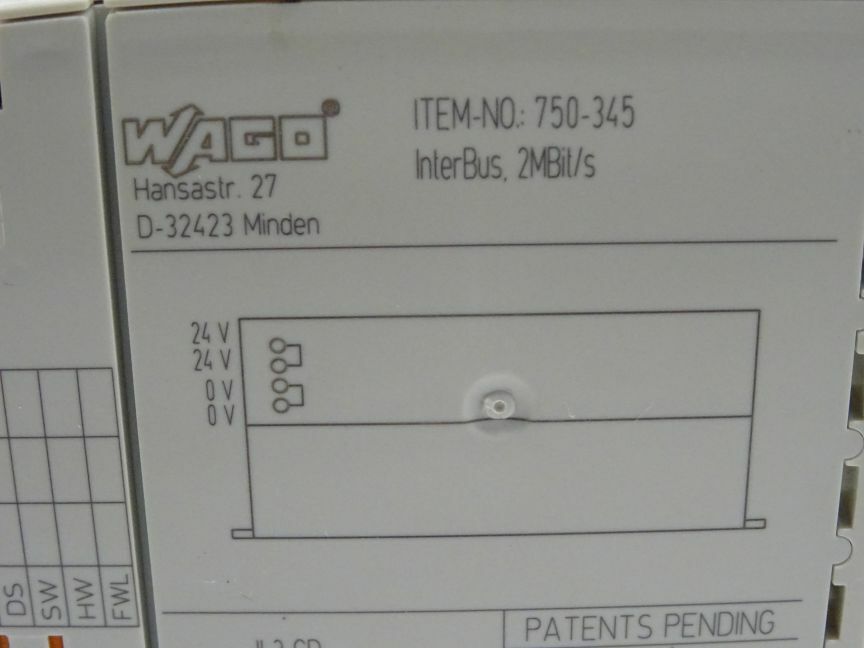 WAGO
Hansastr. 27
D-32423 Minden
ITEM-NO.: 750-345
InterBus, 2MBit/s
24 V
24 V
0 V
0 V
DS
SW
HW
FWL
PATENTS PENDING